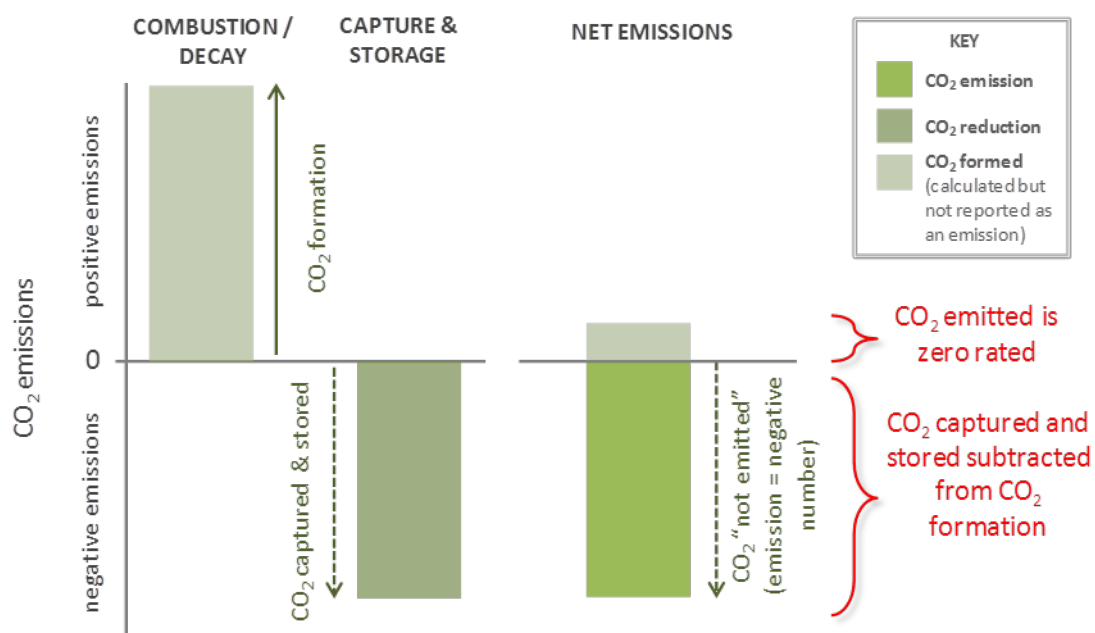 COMBUSTION /
DECAY
CAPTURE &
STORAGE
NET EMISSIONS
KEY
CO₂ emission
CO₂ reduction
CO₂ formed
(calculated but
not reported as
an emission)
CO₂ emissions
positive emissions
0
negative emissions
CO₂ formation
CO₂ captured & stored
CO₂ “not emitted”
(emission = negative
number)
CO₂ emitted is
zero rated
CO₂ captured and
stored subtracted
from CO₂
formation